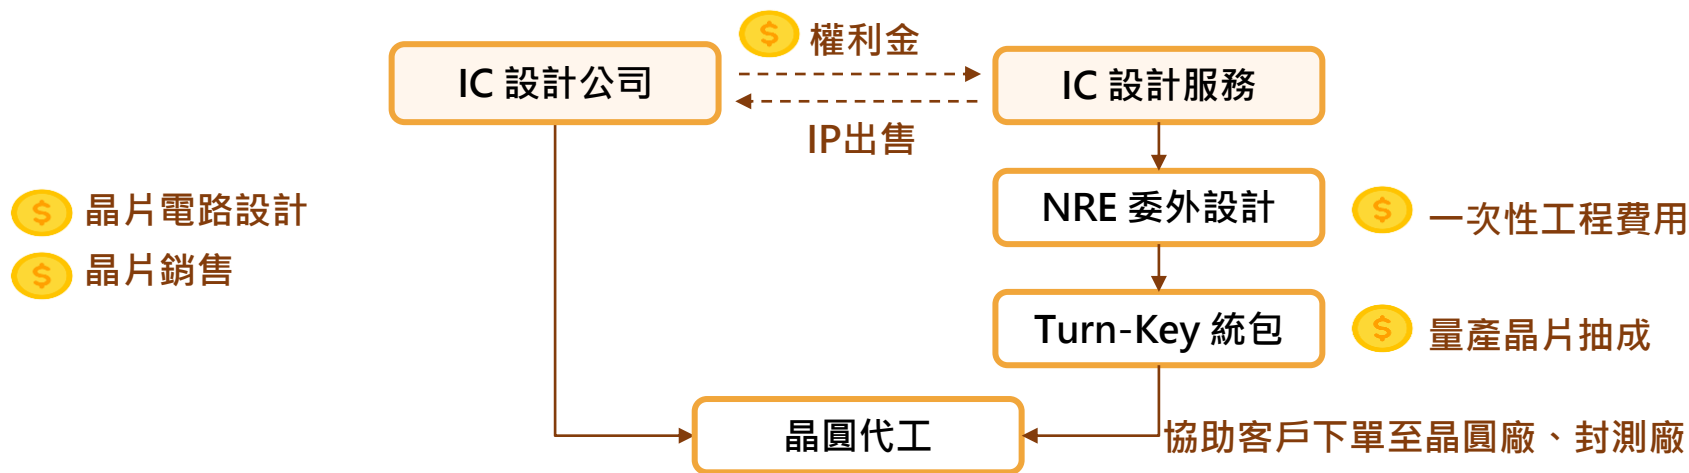 權利金
IC 設計公司
IC 設計服務
IP出售
晶片電路設計
NRE 委外設計
一次性工程費用
晶片銷售
Turn-Key 統包
量產晶片抽成
晶圓代工
協助客戶下單至晶圓廠、封測廠